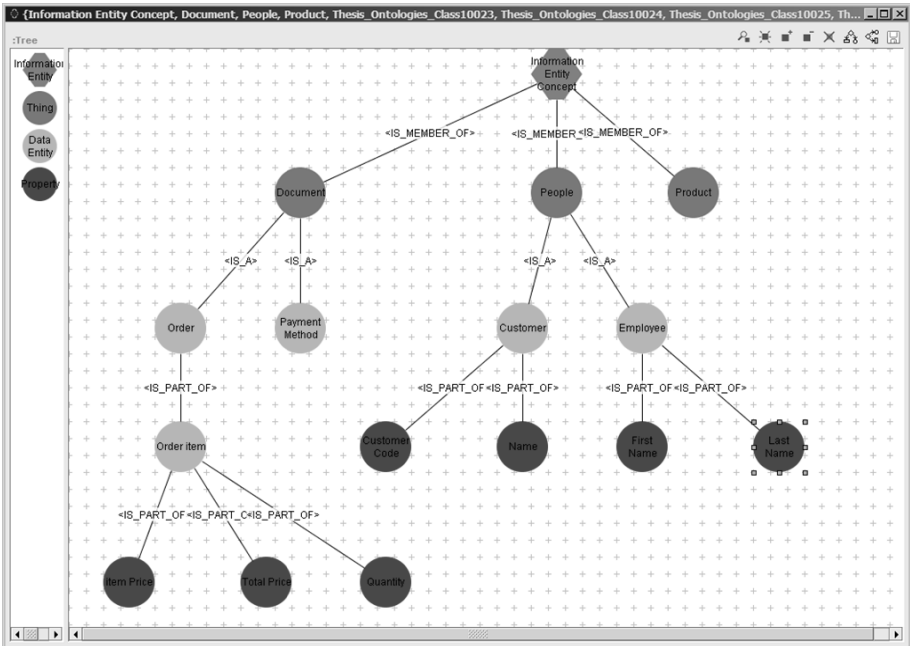 {Information Entity Concept, Document, People, Product, Thesis_Ontologies_Class10023, Thesis_Ontologies_Class10024, Thesis_Ontologies_Class10025, Th...
:Tree
Information
Entity
Thing
Data
Entity
Property
Information
Entity
Concept
<IS_MEMBER_OF> <IS_MEMBER_ <IS_MEMBER_OF>
Document People Product
<IS_A> <IS_A> <IS_A> <IS_A>
Order Payment
Method Customer Employee
<IS_PART_OF> <IS_PART_OF <IS_PART_OF> <IS_PART_OF <IS_PART_OF>
Order item Customer
Code Name First
Name Last
Name
<IS_PART_OF <IS_PART_O <IS_PART_OF>
item Price Total Price Quantity